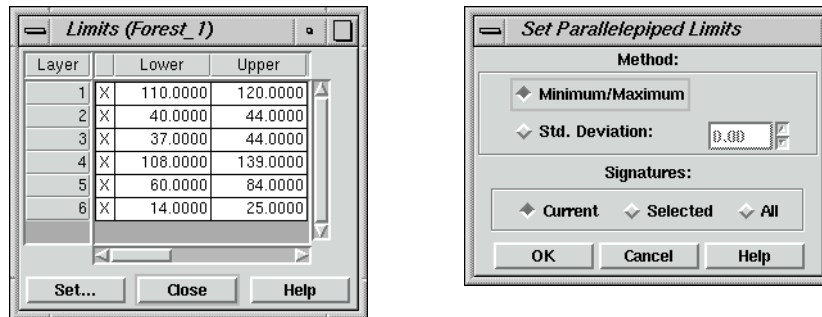 Limits (Forest_1)
Layer Lower Upper
1 X 110.0000 120.0000
2 X 40.0000 44.0000
3 X 37.0000 44.0000
4 X 108.0000 139.0000
5 X 60.0000 84.0000
6 X 14.0000 25.0000
Set... Close Help
Set Parallelepiped Limits
Method:
Minimum/Maximum
Std. Deviation: 0.00
Signatures:
Current Selected All
OK Cancel Help